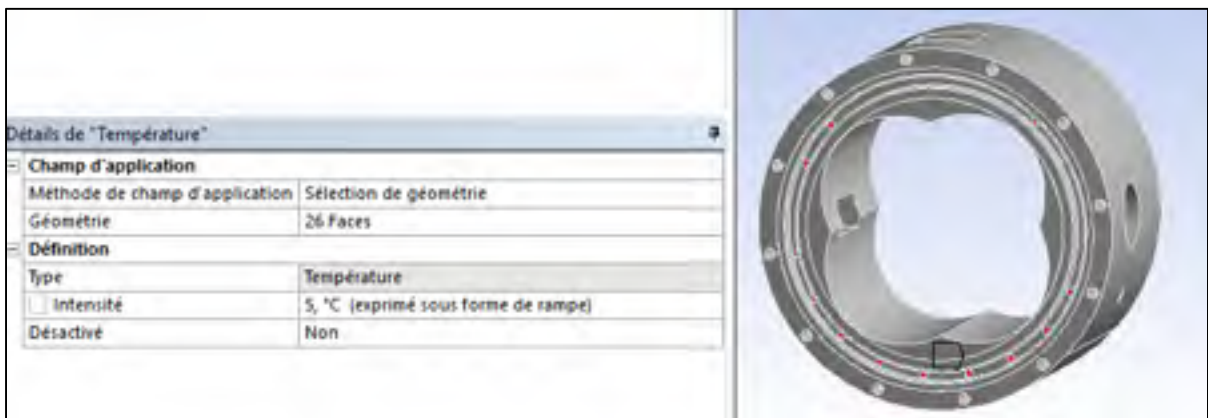 Détails de "Température"
Champ d'application
Méthode de champ d'application Sélection de géométrie
Géométrie 26 Faces
Définition
Type Température
Intensité 5, °C (exprimé sous forme de rampe)
Désactivé Non